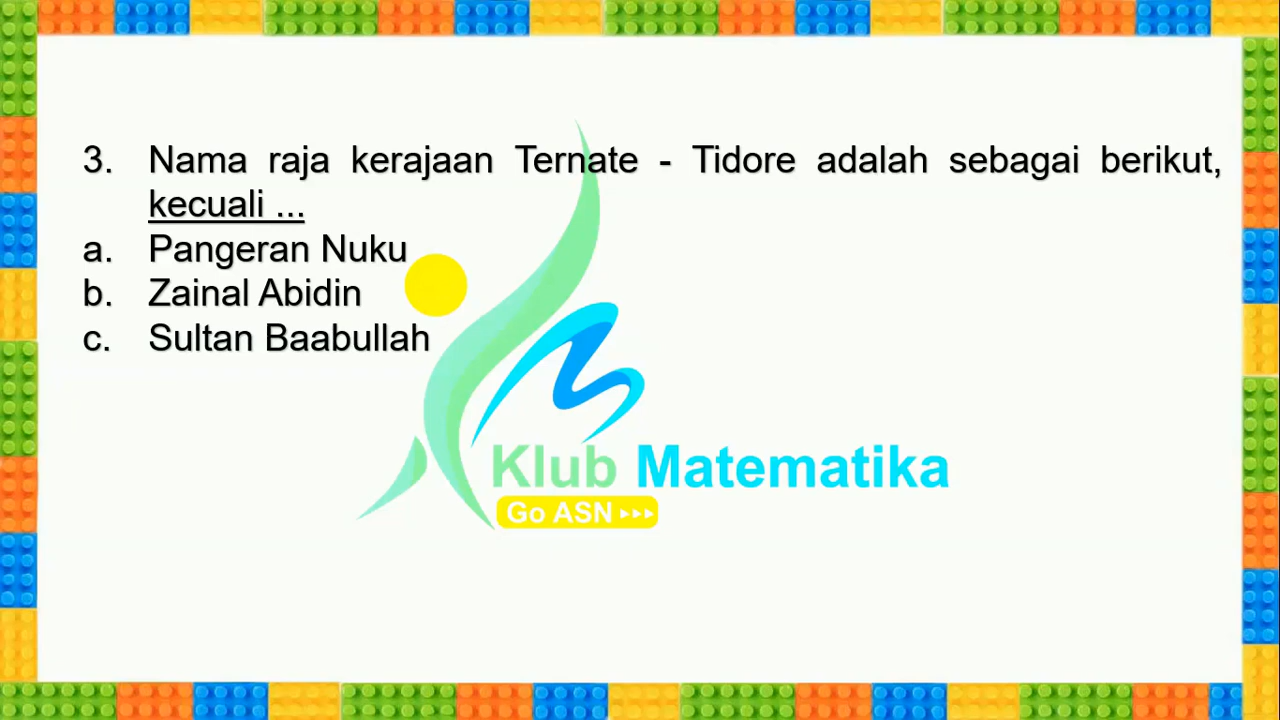 3. Nama raja kerajaan Ternate - Tidore adalah sebagai berikut,
kecuali ...
a. Pangeran Nuku
b. Zainal Abidin
c. Sultan Baabullah
Klub Matematika
Go ASN